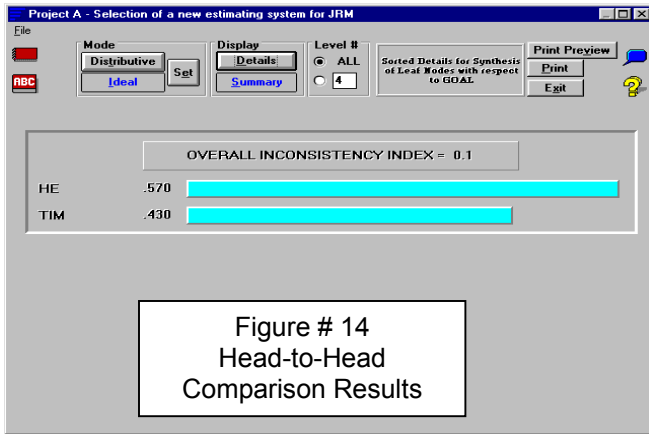 Project A - Selection of a new estimating system for JRM
File
ABC
Mode
Distributive
Ideal
Set
Display
Details
Summary
Level #
ALL
4
Sorted Details for Synthesis
of Leaf Nodes with respect
to GOAL
Print Preview
Print
Exit
OVERALL INCONSISTENCY INDEX = 0.1
HE .570
TIM .430
Figure # 14
Head-to-Head
Comparison Results